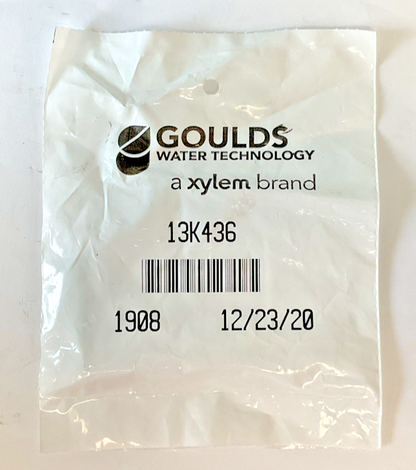 GOULDS
WATER TECHNOLOGY
a xylem brand
13K436
1908 12/23/20